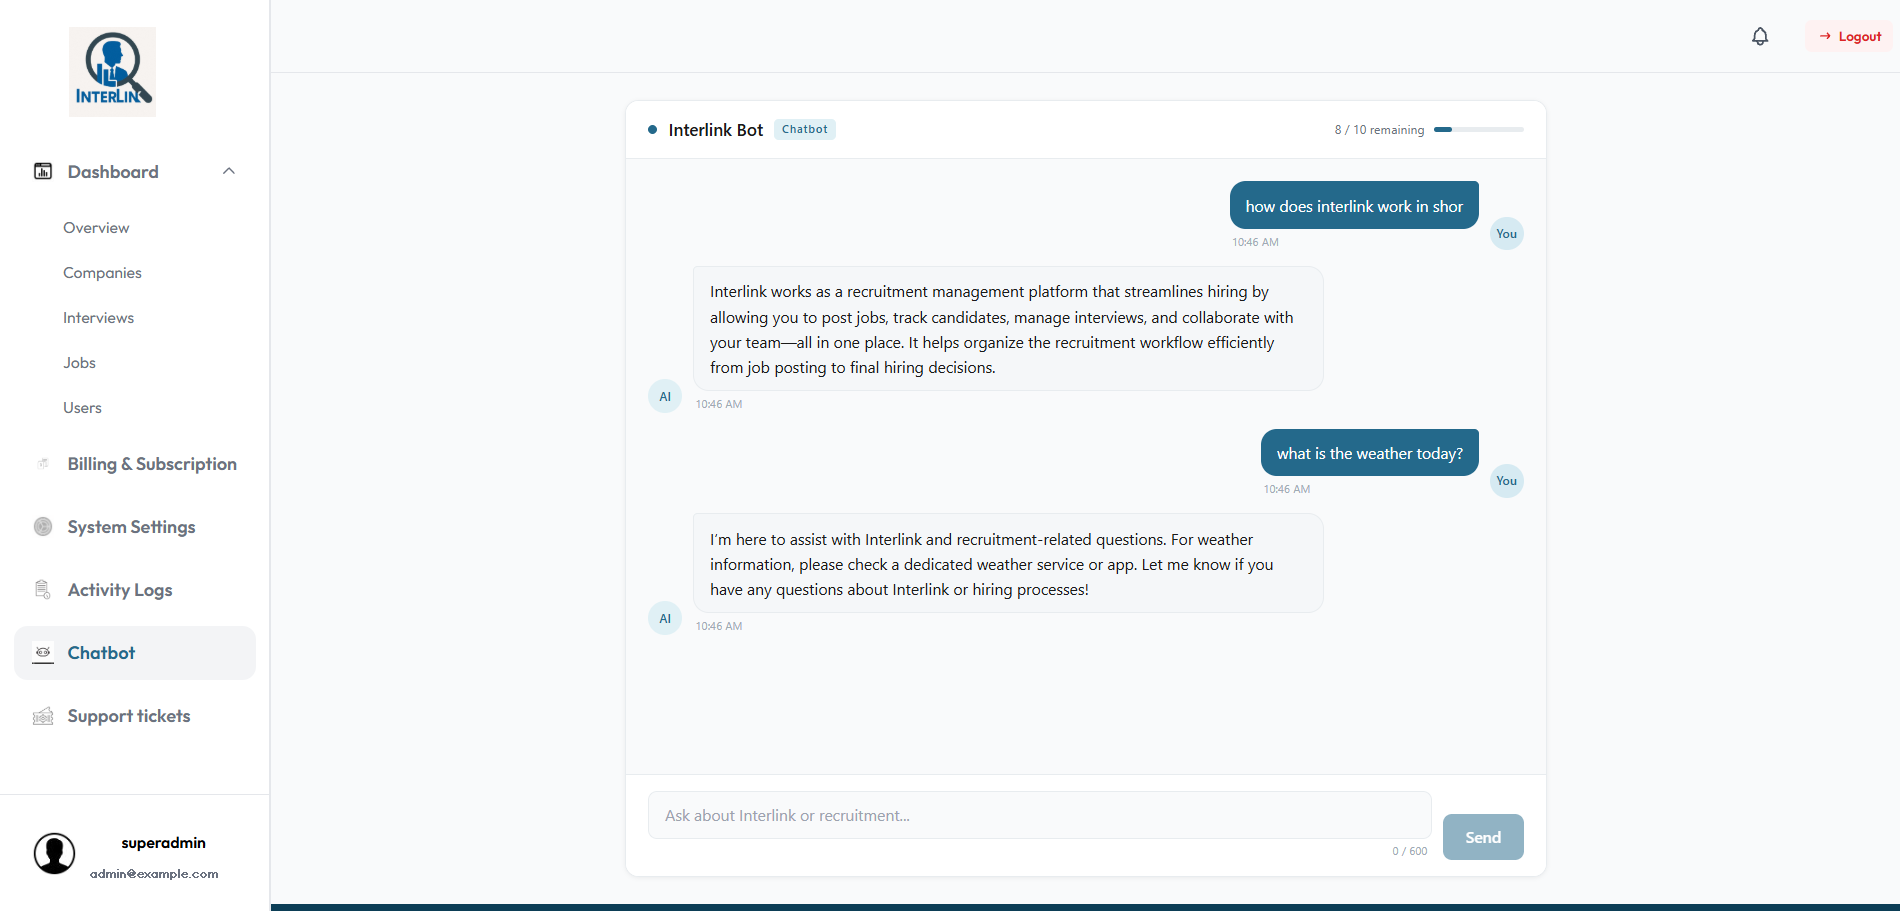 INTERLINK
Dashboard
Overview
Companies
Interviews
Jobs
Users
Billing & Subscription
System Settings
Activity Logs
Chatbot
Support tickets
superadmin
admin@example.com
→ Logout
Interlink Bot Chatbot 8 / 10 remaining
how does interlink work in shor
You
10:46 AM
Interlink works as a recruitment management platform that streamlines hiring by
allowing you to post jobs, track candidates, manage interviews, and collaborate with
your team—all in one place. It helps organize the recruitment workflow efficiently
from job posting to final hiring decisions.
AI
10:46 AM
what is the weather today?
You
10:46 AM
I'm here to assist with Interlink and recruitment-related questions. For weather
information, please check a dedicated weather service or app. Let me know if you
have any questions about Interlink or hiring processes!
AI
10:46 AM
Ask about Interlink or recruitment...
Send
0 / 600